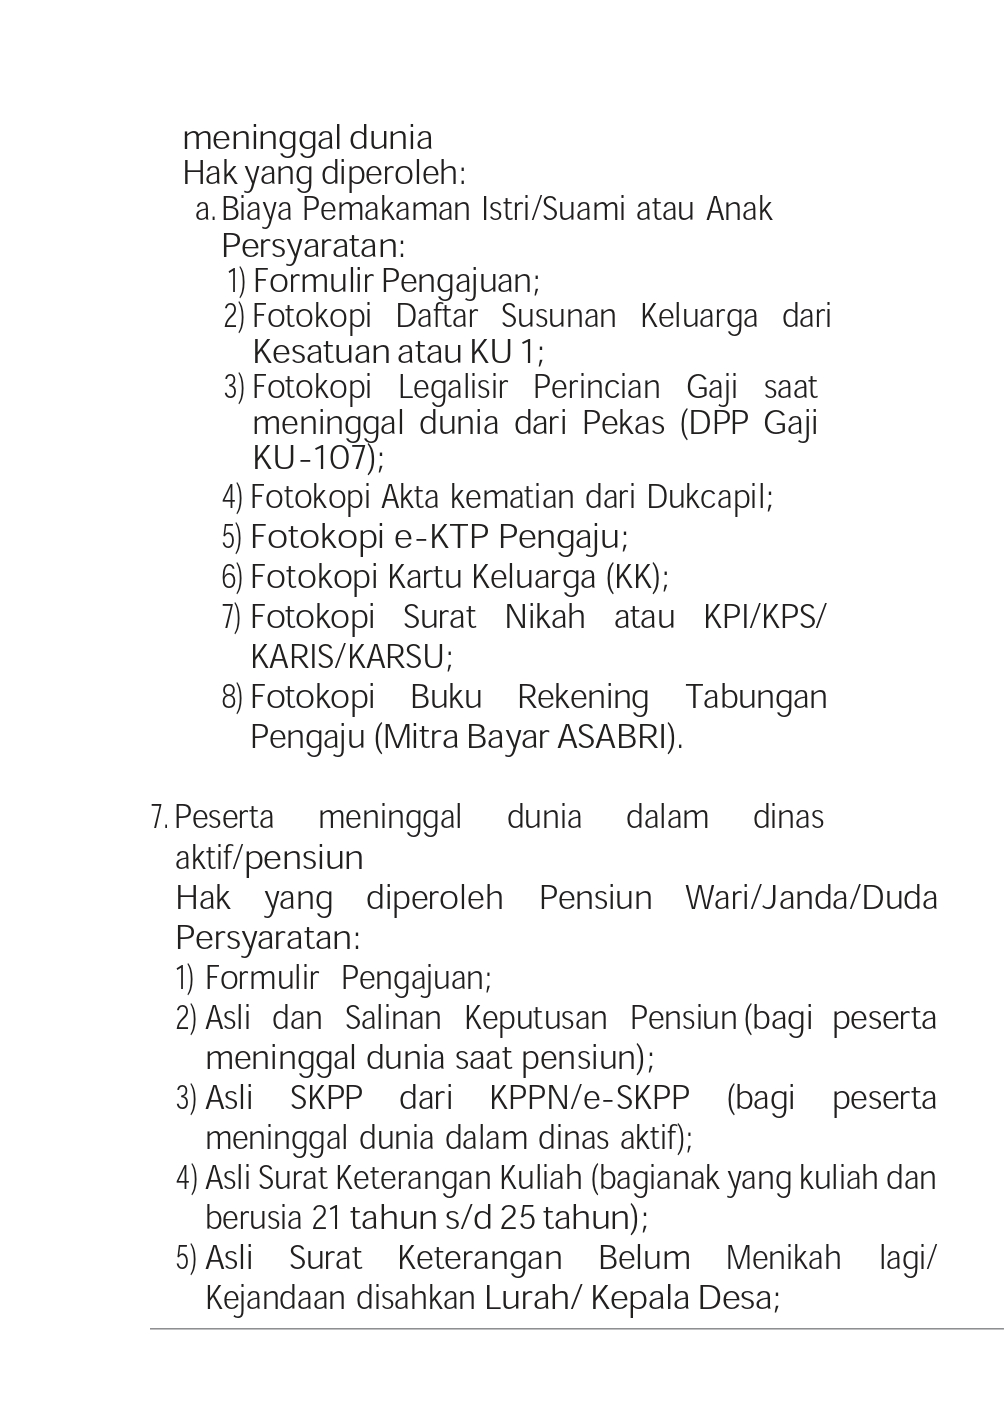 meninggal dunia
Hak yang diperoleh:
a. Biaya Pemakaman Istri/Suami atau Anak
Persyaratan:
1) Formulir Pengajuan;
2) Fotokopi Daftar Susunan Keluarga dari
Kesatuan atau KU 1;
3) Fotokopi Legalisir Perincian Gaji saat
meninggal dunia dari Pekas (DPP Gaji
KU-107);
4) Fotokopi Akta kematian dari Dukcapil;
5) Fotokopi e-KTP Pengaju;
6) Fotokopi Kartu Keluarga (KK);
7) Fotokopi Surat Nikah atau KPI/KPS/
KARIS/KARSU;
8) Fotokopi Buku Rekening Tabungan
Pengaju (Mitra Bayar ASABRI).
7. Peserta meninggal dunia dalam dinas
aktif/pensiun
Hak yang diperoleh Pensiun Wari/Janda/Duda
Persyaratan:
1) Formulir Pengajuan;
2) Asli dan Salinan Keputusan Pensiun (bagi peserta
meninggal dunia saat pensiun);
3) Asli SKPP dari KPPN/e-SKPP (bagi peserta
meninggal dunia dalam dinas aktif);
4) Asli Surat Keterangan Kuliah (bagianak yang kuliah dan
berusia 21 tahun s/d 25 tahun);
5) Asli Surat Keterangan Belum Menikah lagi/
Kejandaan disahkan Lurah/ Kepala Desa;